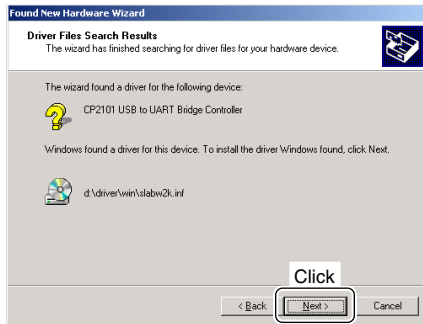 Found New Hardware Wizard
Driver Files Search Results
The wizard has finished searching for driver files for your hardware device.
The wizard found a driver for the following device:
CP2101 USB to UART Bridge Controller
Windows found a driver for this device. To install the driver Windows found, click Next.
d:\driver\win\slabw2k.inf
Click
< Back Next > Cancel